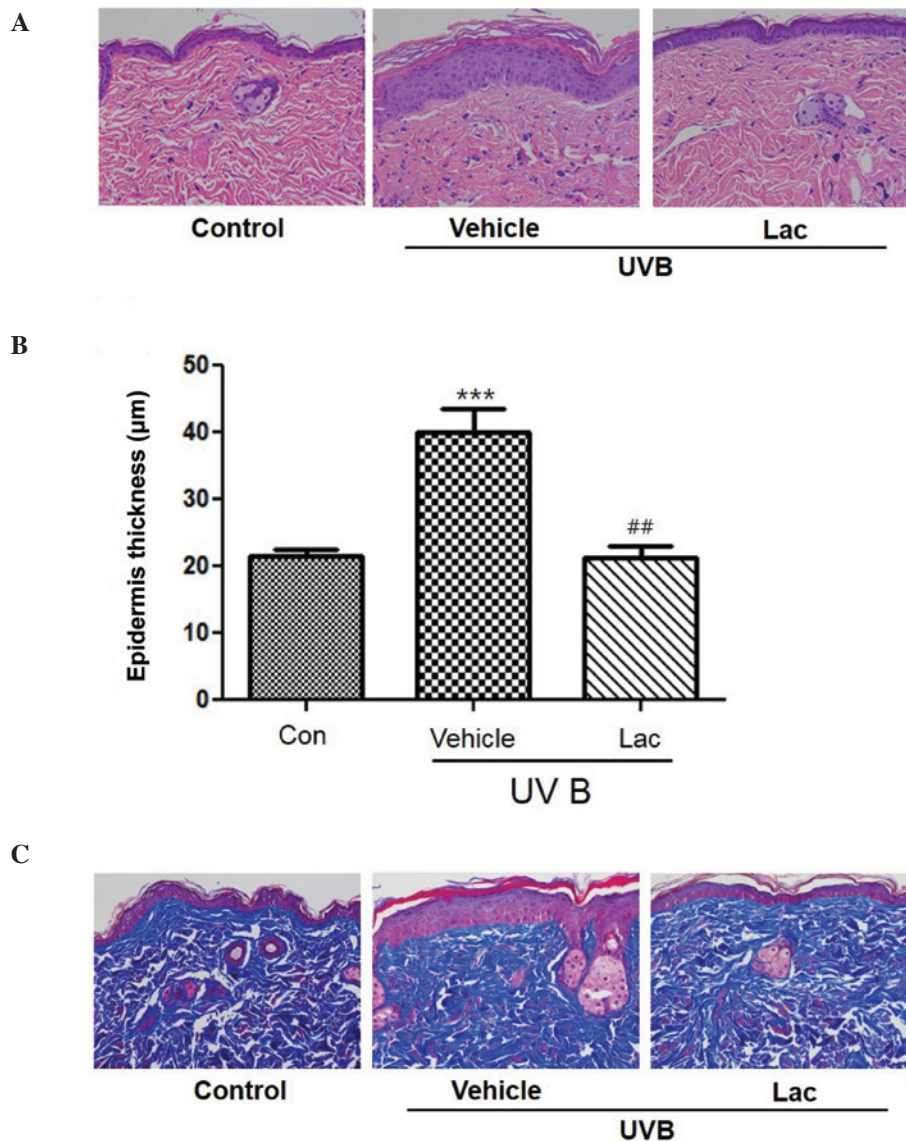 A
Control Vehicle Lac
UVB
B
Epidermis thickness (µm)
50
40
30
20
10
0
***
##
Con Vehicle Lac
UV B
C
Control Vehicle Lac
UVB